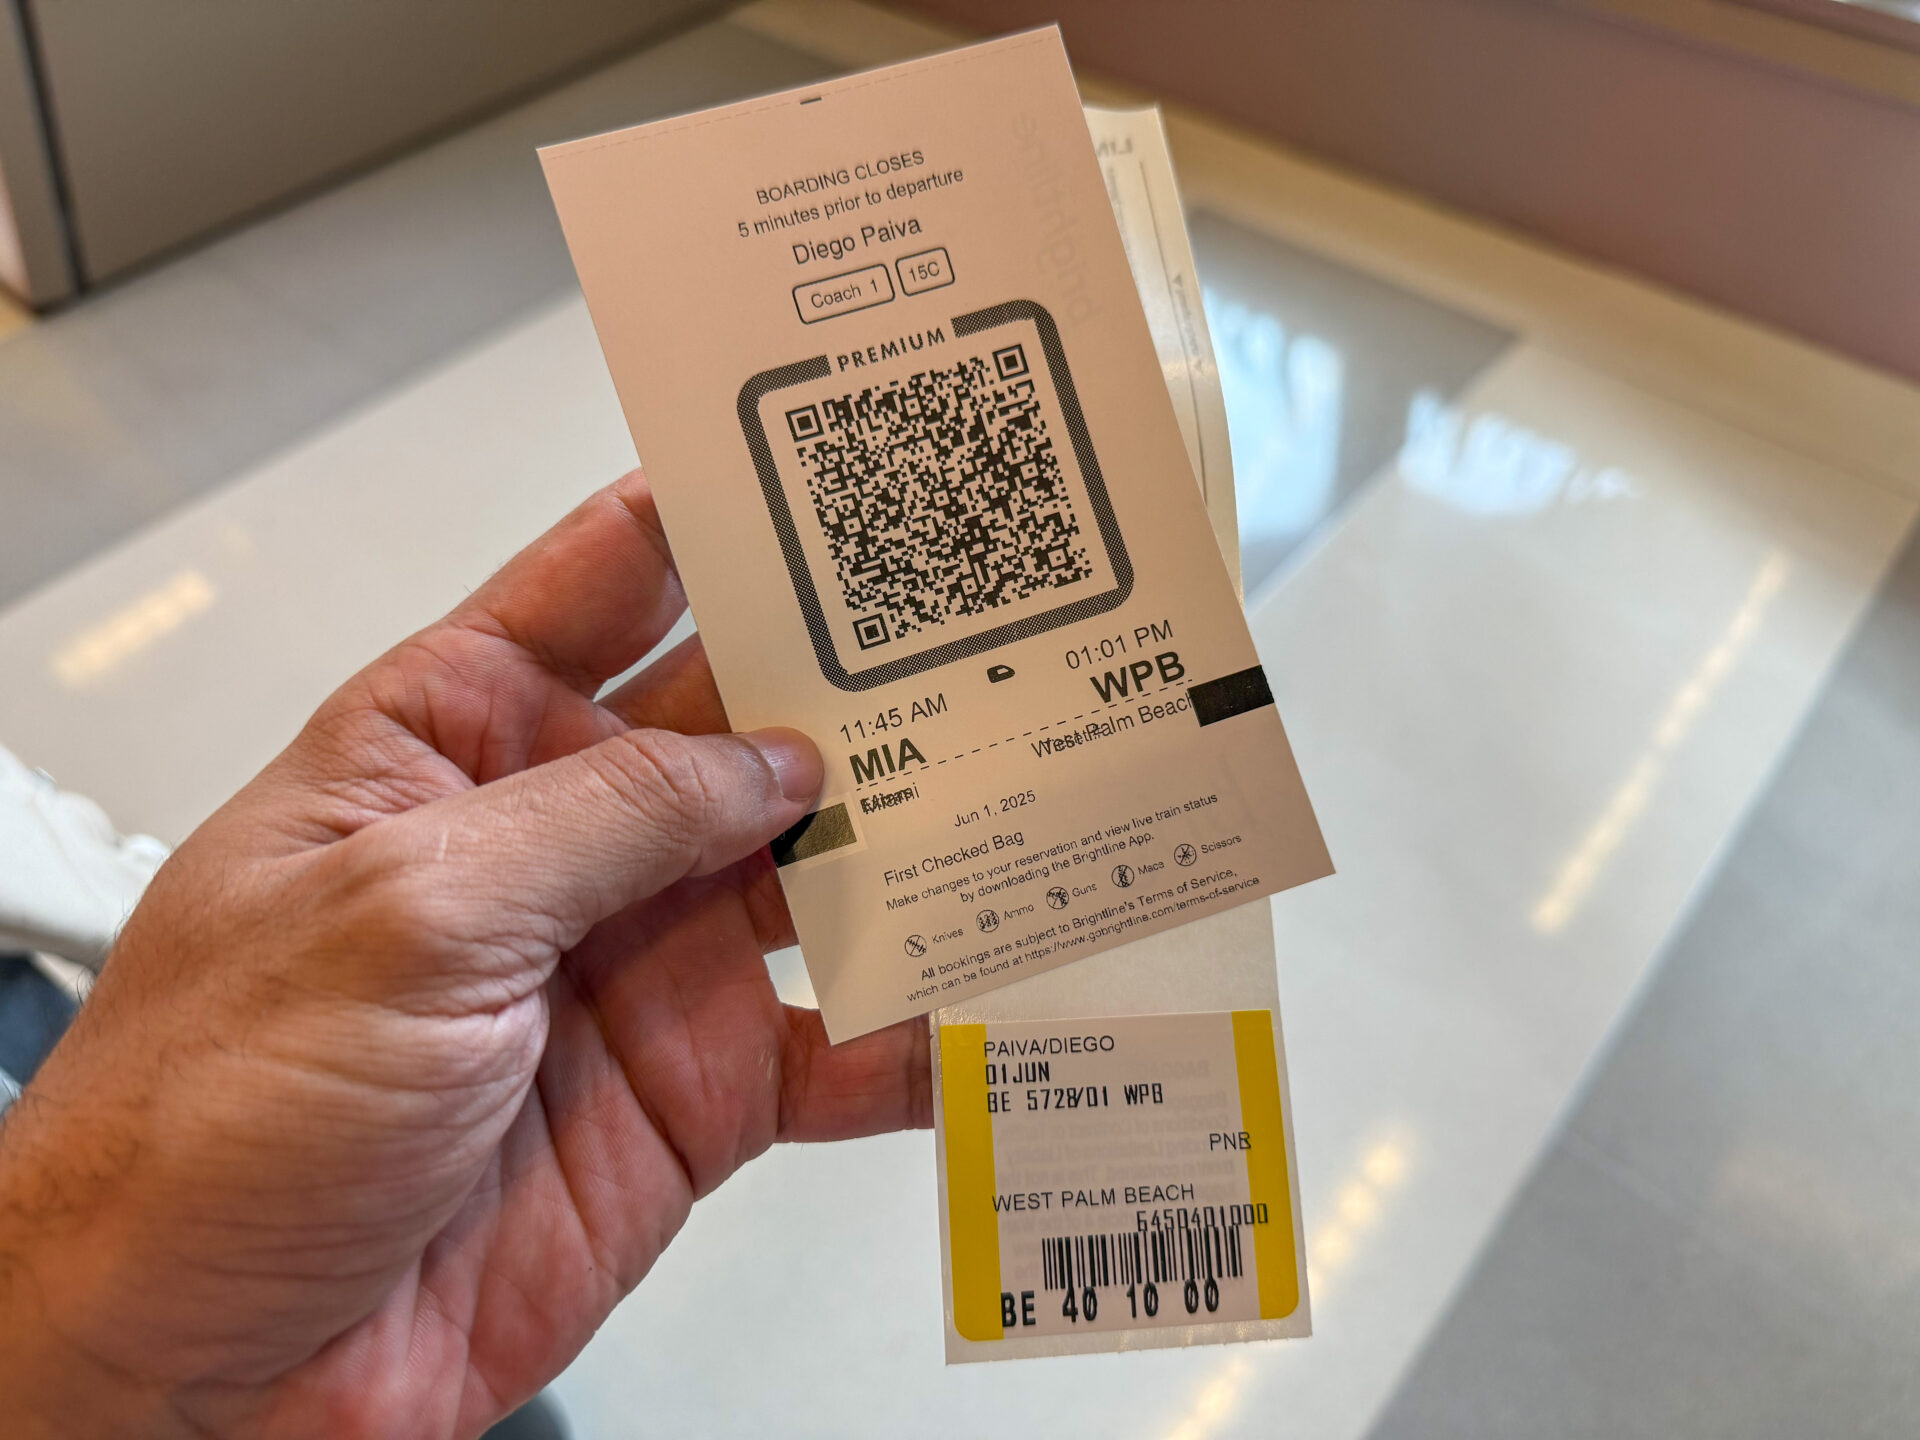 BOARDING CLOSES
5 minutes prior to departure
Diego Paiva
Coach 1 15C
PREMIUM
11:45 AM 01:01 PM
MIA WPB
Miami West Palm Beach
Jun 1, 2025
First Checked Bag
Make changes to your reservation and view live train status
by downloading the Brightline App.
Knives Ammo Guns Mace Scissors
All bookings are subject to Brightline's Terms of Service,
which can be found at https://www.gobrightline.com/terms-of-service
PAIVA/DIEGO
01JUN
BE 5728/01 WPB
PNR
WEST PALM BEACH
6450401000
BE 40 10 00